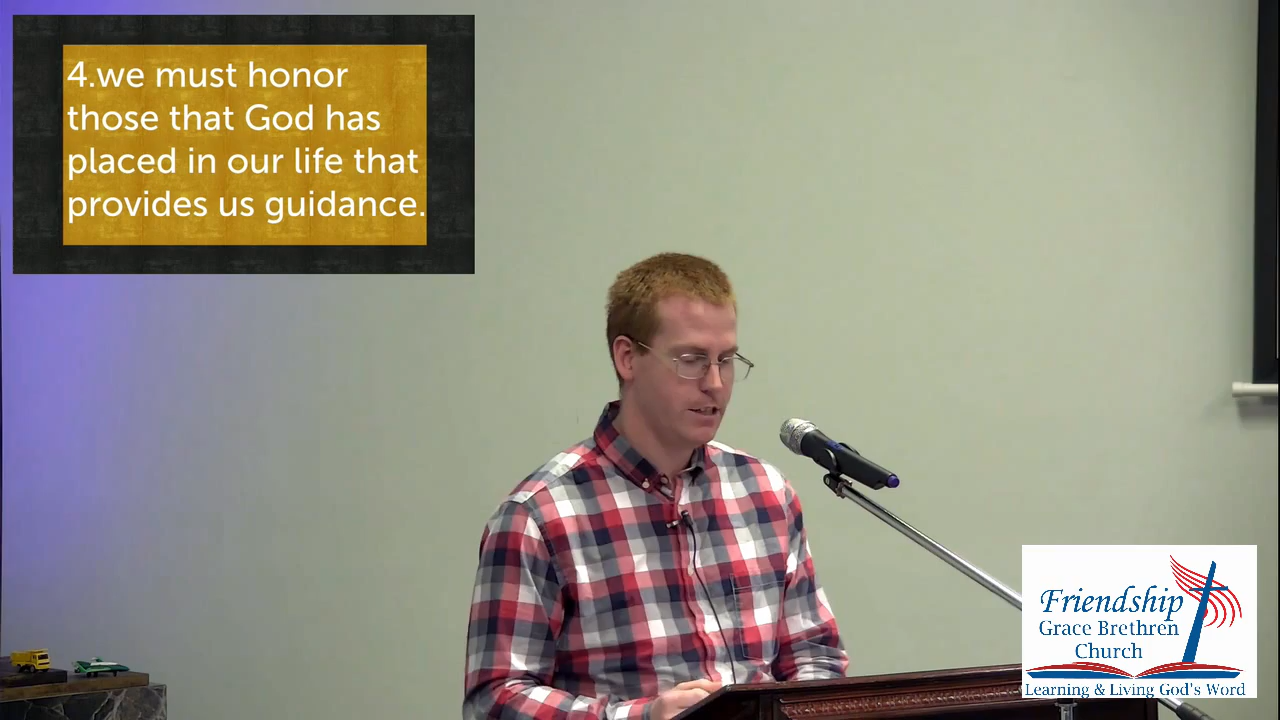 4.we must honor
those that God has
placed in our life that
provides us guidance.
Friendship
Grace Brethren
Church
Learning & Living God's Word